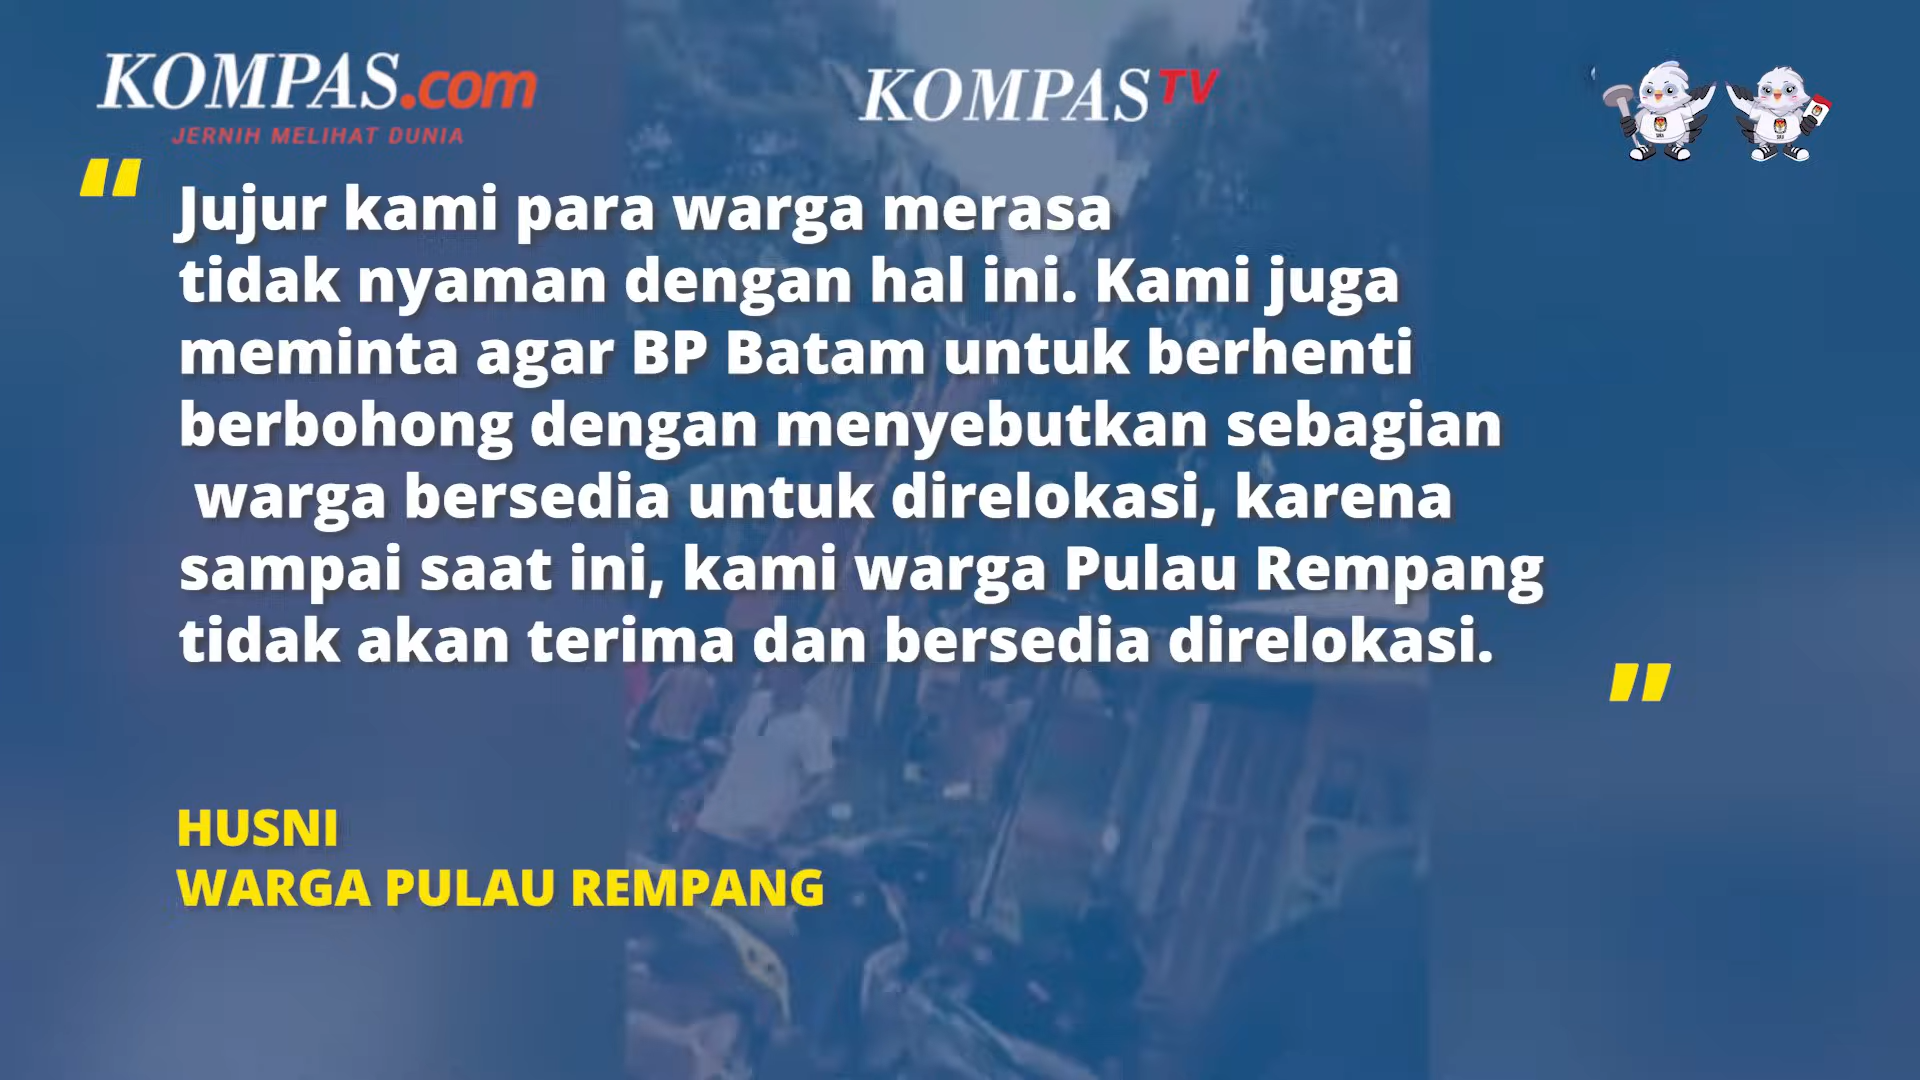 KOMPAS.com
JERNIH MELIHAT DUNIA
KOMPAS TV
“ Jujur kami para warga merasa
tidak nyaman dengan hal ini. Kami juga
meminta agar BP Batam untuk berhenti
berbohong dengan menyebutkan sebagian
warga bersedia untuk direlokasi, karena
sampai saat ini, kami warga Pulau Rempang
tidak akan terima dan bersedia direlokasi. ”
HUSNI
WARGA PULAU REMPANG